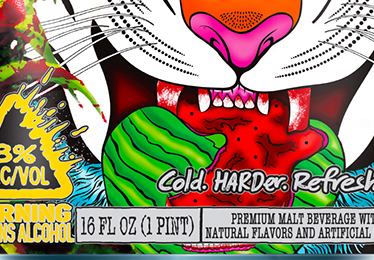 Cold. HARDer. Refresh
8%
C/VOL
RNING
NS ALCOHOL
16 FL OZ (1 PINT)
PREMIUM MALT BEVERAGE WIT
NATURAL FLAVORS AND ARTIFICIAL